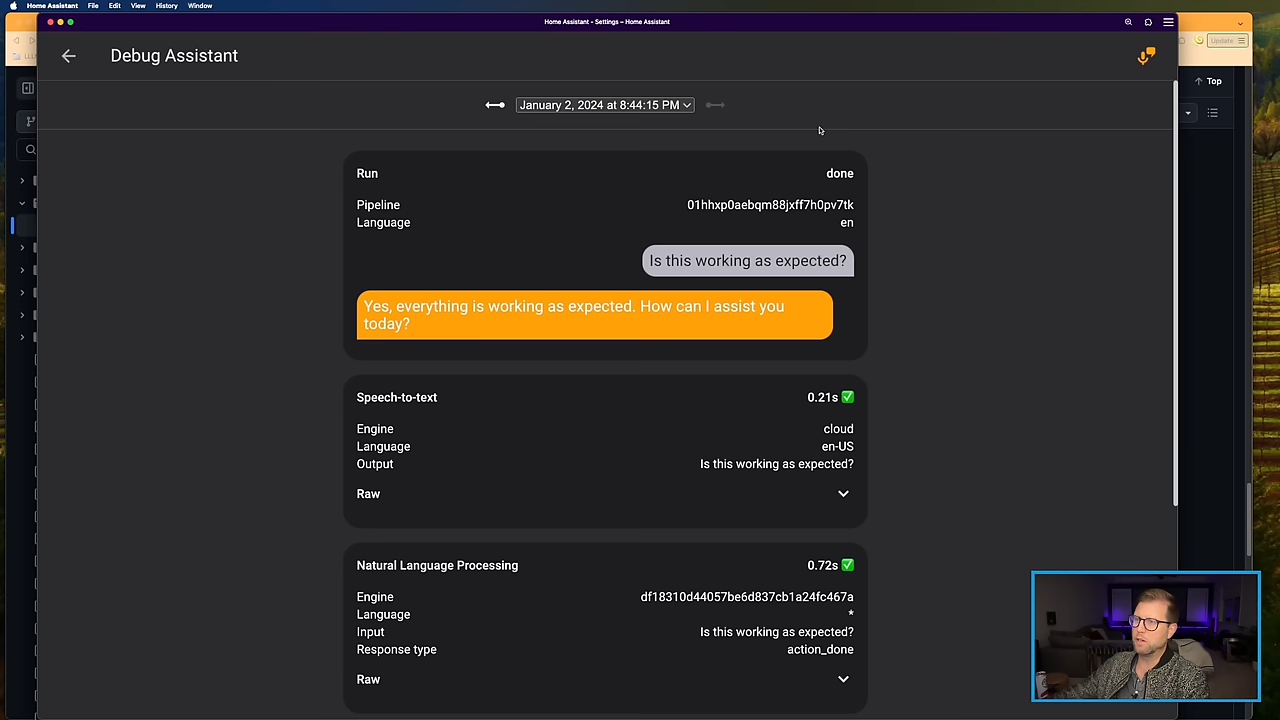 Home Assistant File Edit View History Window
Home Assistant - Settings – Home Assistant
Update
Debug Assistant
Top
January 2, 2024 at 8:44:15 PM
Run done
Pipeline 01hhxp0aebqm88jxff7h0pv7tk
Language en
Is this working as expected?
Yes, everything is working as expected. How can I assist you
today?
Speech-to-text 0.21s
Engine cloud
Language en-US
Output Is this working as expected?
Raw
Natural Language Processing 0.72s
Engine df18310d44057be6d837cb1a24fc467a
Language *
Input Is this working as expected?
Response type action_done
Raw